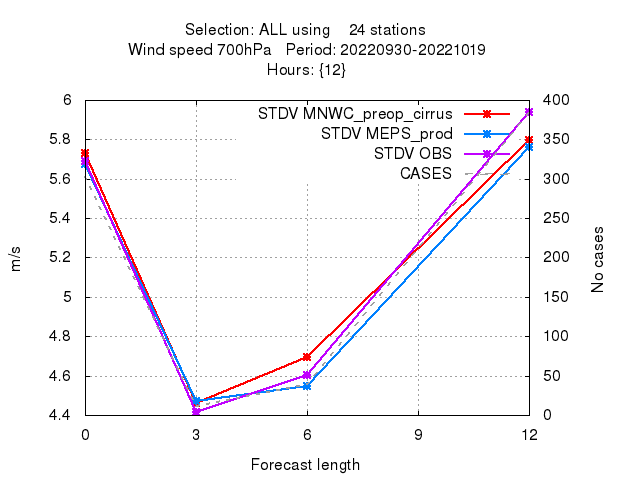 Selection: ALL using    24 stations
Wind speed 700hPa   Period: 20220930-20221019
Hours: {12}
STDV MNWC_preop_cirrus
STDV MEPS_prod
STDV OBS
CASES
6
5.8
5.6
5.4
5.2
5
4.8
4.6
4.4
m/s
400
350
300
250
200
150
100
50
0
No cases
0 3 6 9 12
Forecast length